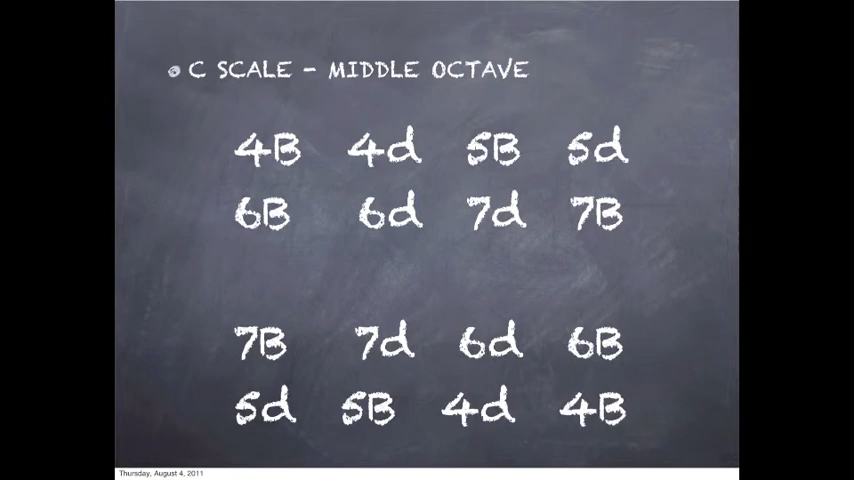 C SCALE - MIDDLE OCTAVE
4B 4d 5B 5d
6B 6d 7d 7B
7B 7d 6d 6B
5d 5B 4d 4B
Thursday, August 4, 2011